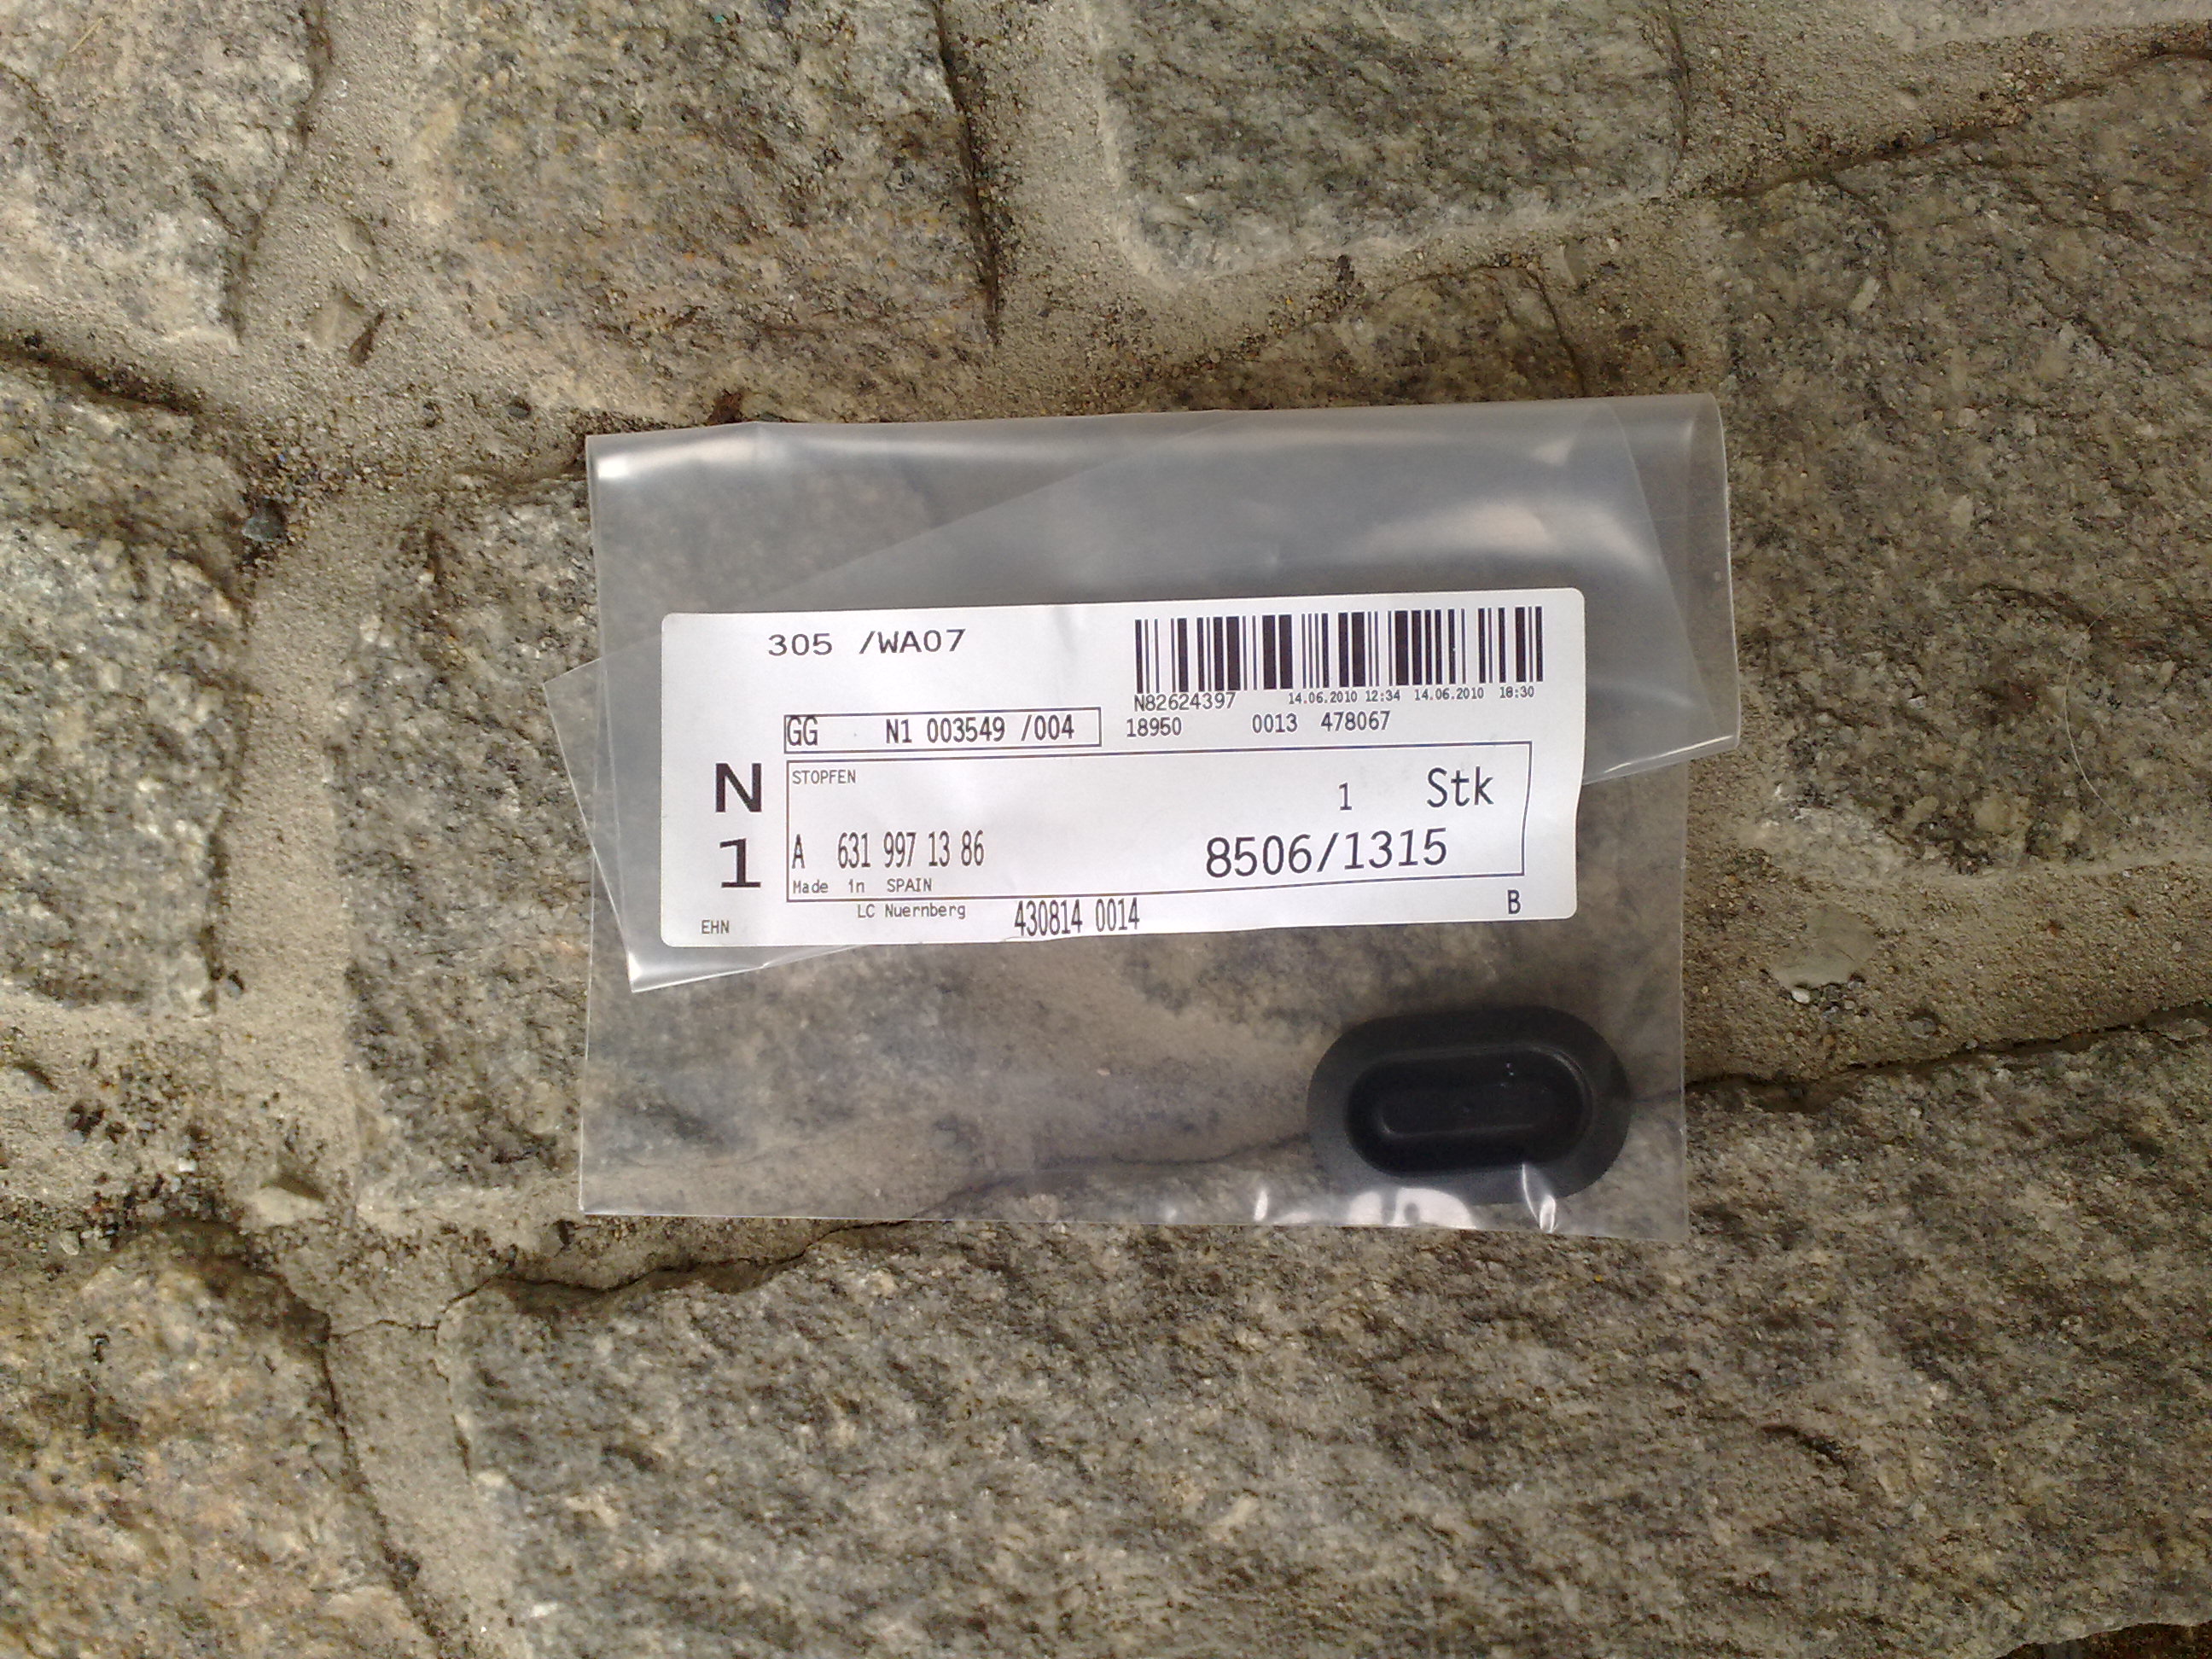 305 /WA07
N82624397 14.06.2010 12:34 14.06.2010 18:30
GG N1 003549 /004 18950 0013 478067
N
1
STOPFEN
1 Stk
A 631 997 13 86 8506/1315
Made in SPAIN
LC Nuernberg 430814 0014 B
EHN